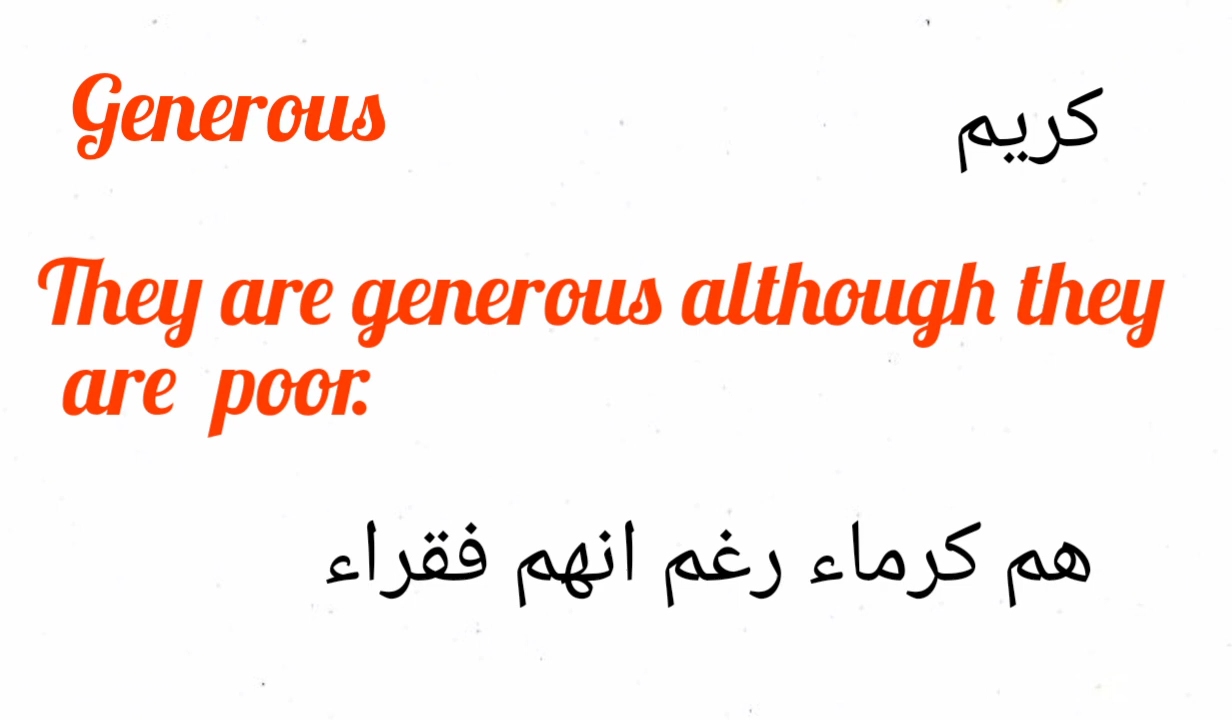 Generous
كريم
They are generous although they
are poor.
هم كرماء رغم انهم فقراء